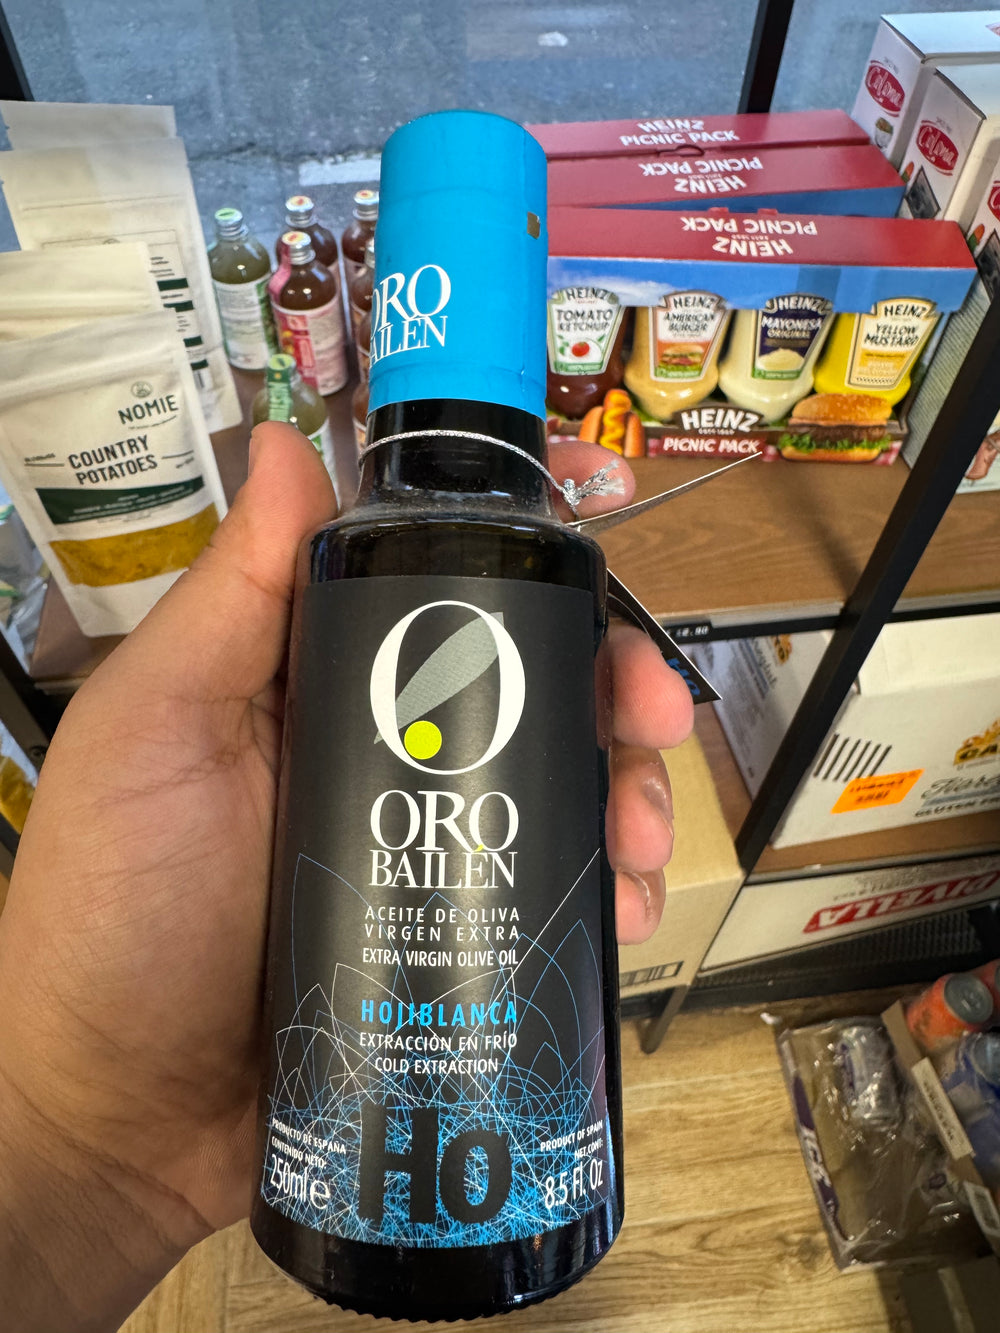 ORO
BAILÉN
ORO
BAILÉN
ACEITE DE OLIVA
VIRGEN EXTRA
EXTRA VIRGIN OLIVE OIL
HOJIBLANCA
EXTRACCIÓN EN FRÍO
COLD EXTRACTION
Ho
PRODUCTO DE ESPAÑA
CONTENIDO NETO:
250ml e
PRODUCT OF SPAIN
NET.CONT:
8.5 Fl. Oz
NOMIE
COUNTRY
POTATOES
HEINZ
PICNIC PACK
PICNIC PACK
HEINZ
PICNIC PACK
HEINZ
HEINZ
TOMATO
KETCHUP
HEINZ
AMERICAN
BURGER
HEINZ
MAYONESA
ORIGINAL
HEINZ
YELLOW
MUSTARD
HEINZ
PICNIC PACK
DIVELLA